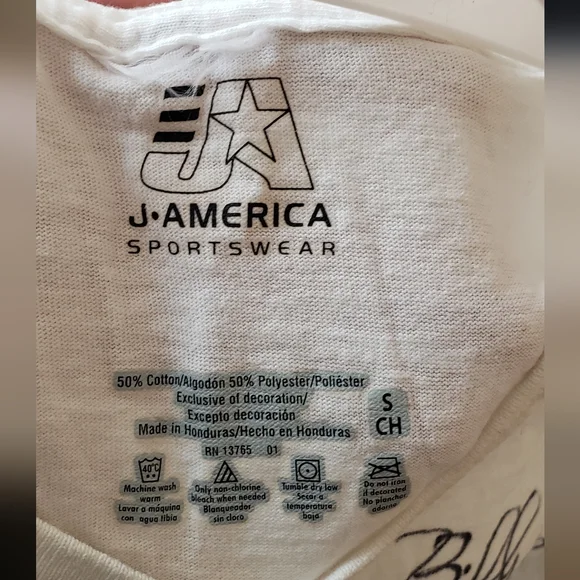 JA
J·AMERICA
SPORTSWEAR
50% Cotton/Algodón 50% Polyester/Poliéster
Exclusive of decoration/
Excepto decoración
Made in Honduras/Hecho en Honduras
RN 13765 01
S
CH
40°C
Machine wash
warm
Lavar a máquina
con agua tibia
Only non-chlorine
bleach when needed
Blanqueador
sin cloro
Tumble dry low
Secar a
temperatura
baja
Do not iron
if decorated
No planchar
adorno